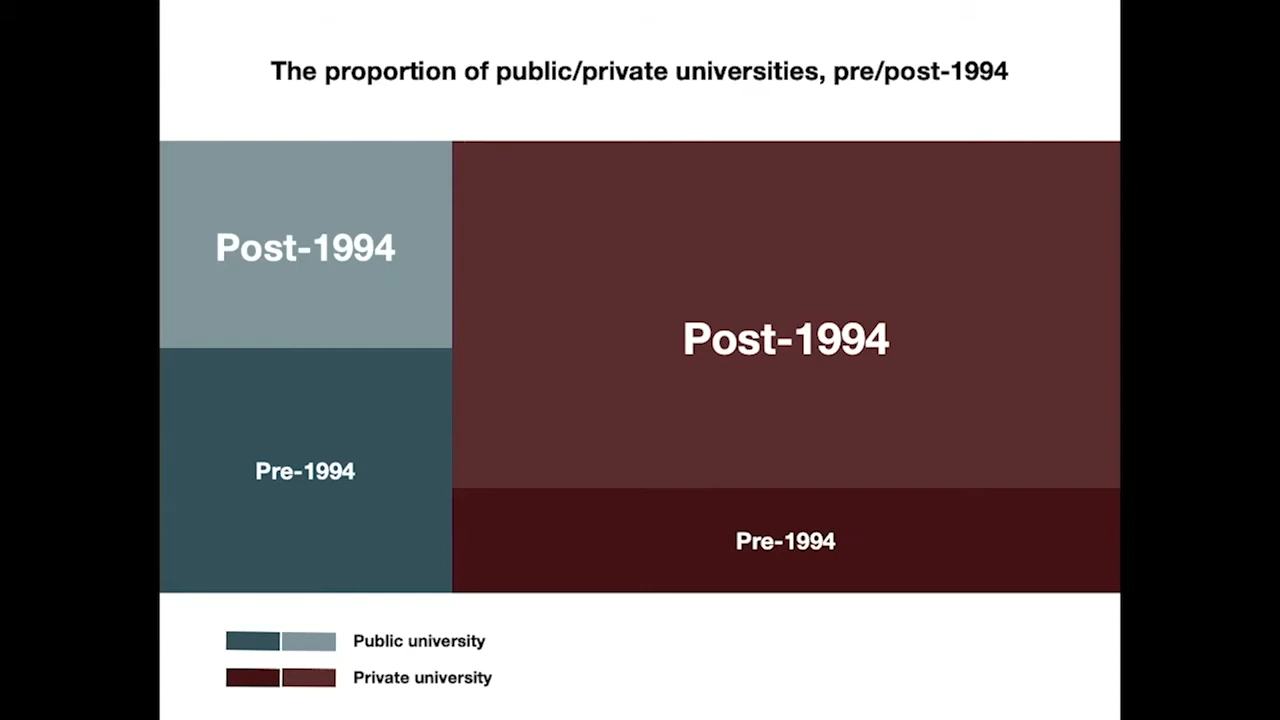 The proportion of public/private universities, pre/post-1994
Post-1994
Post-1994
Pre-1994
Pre-1994
Public university
Private university